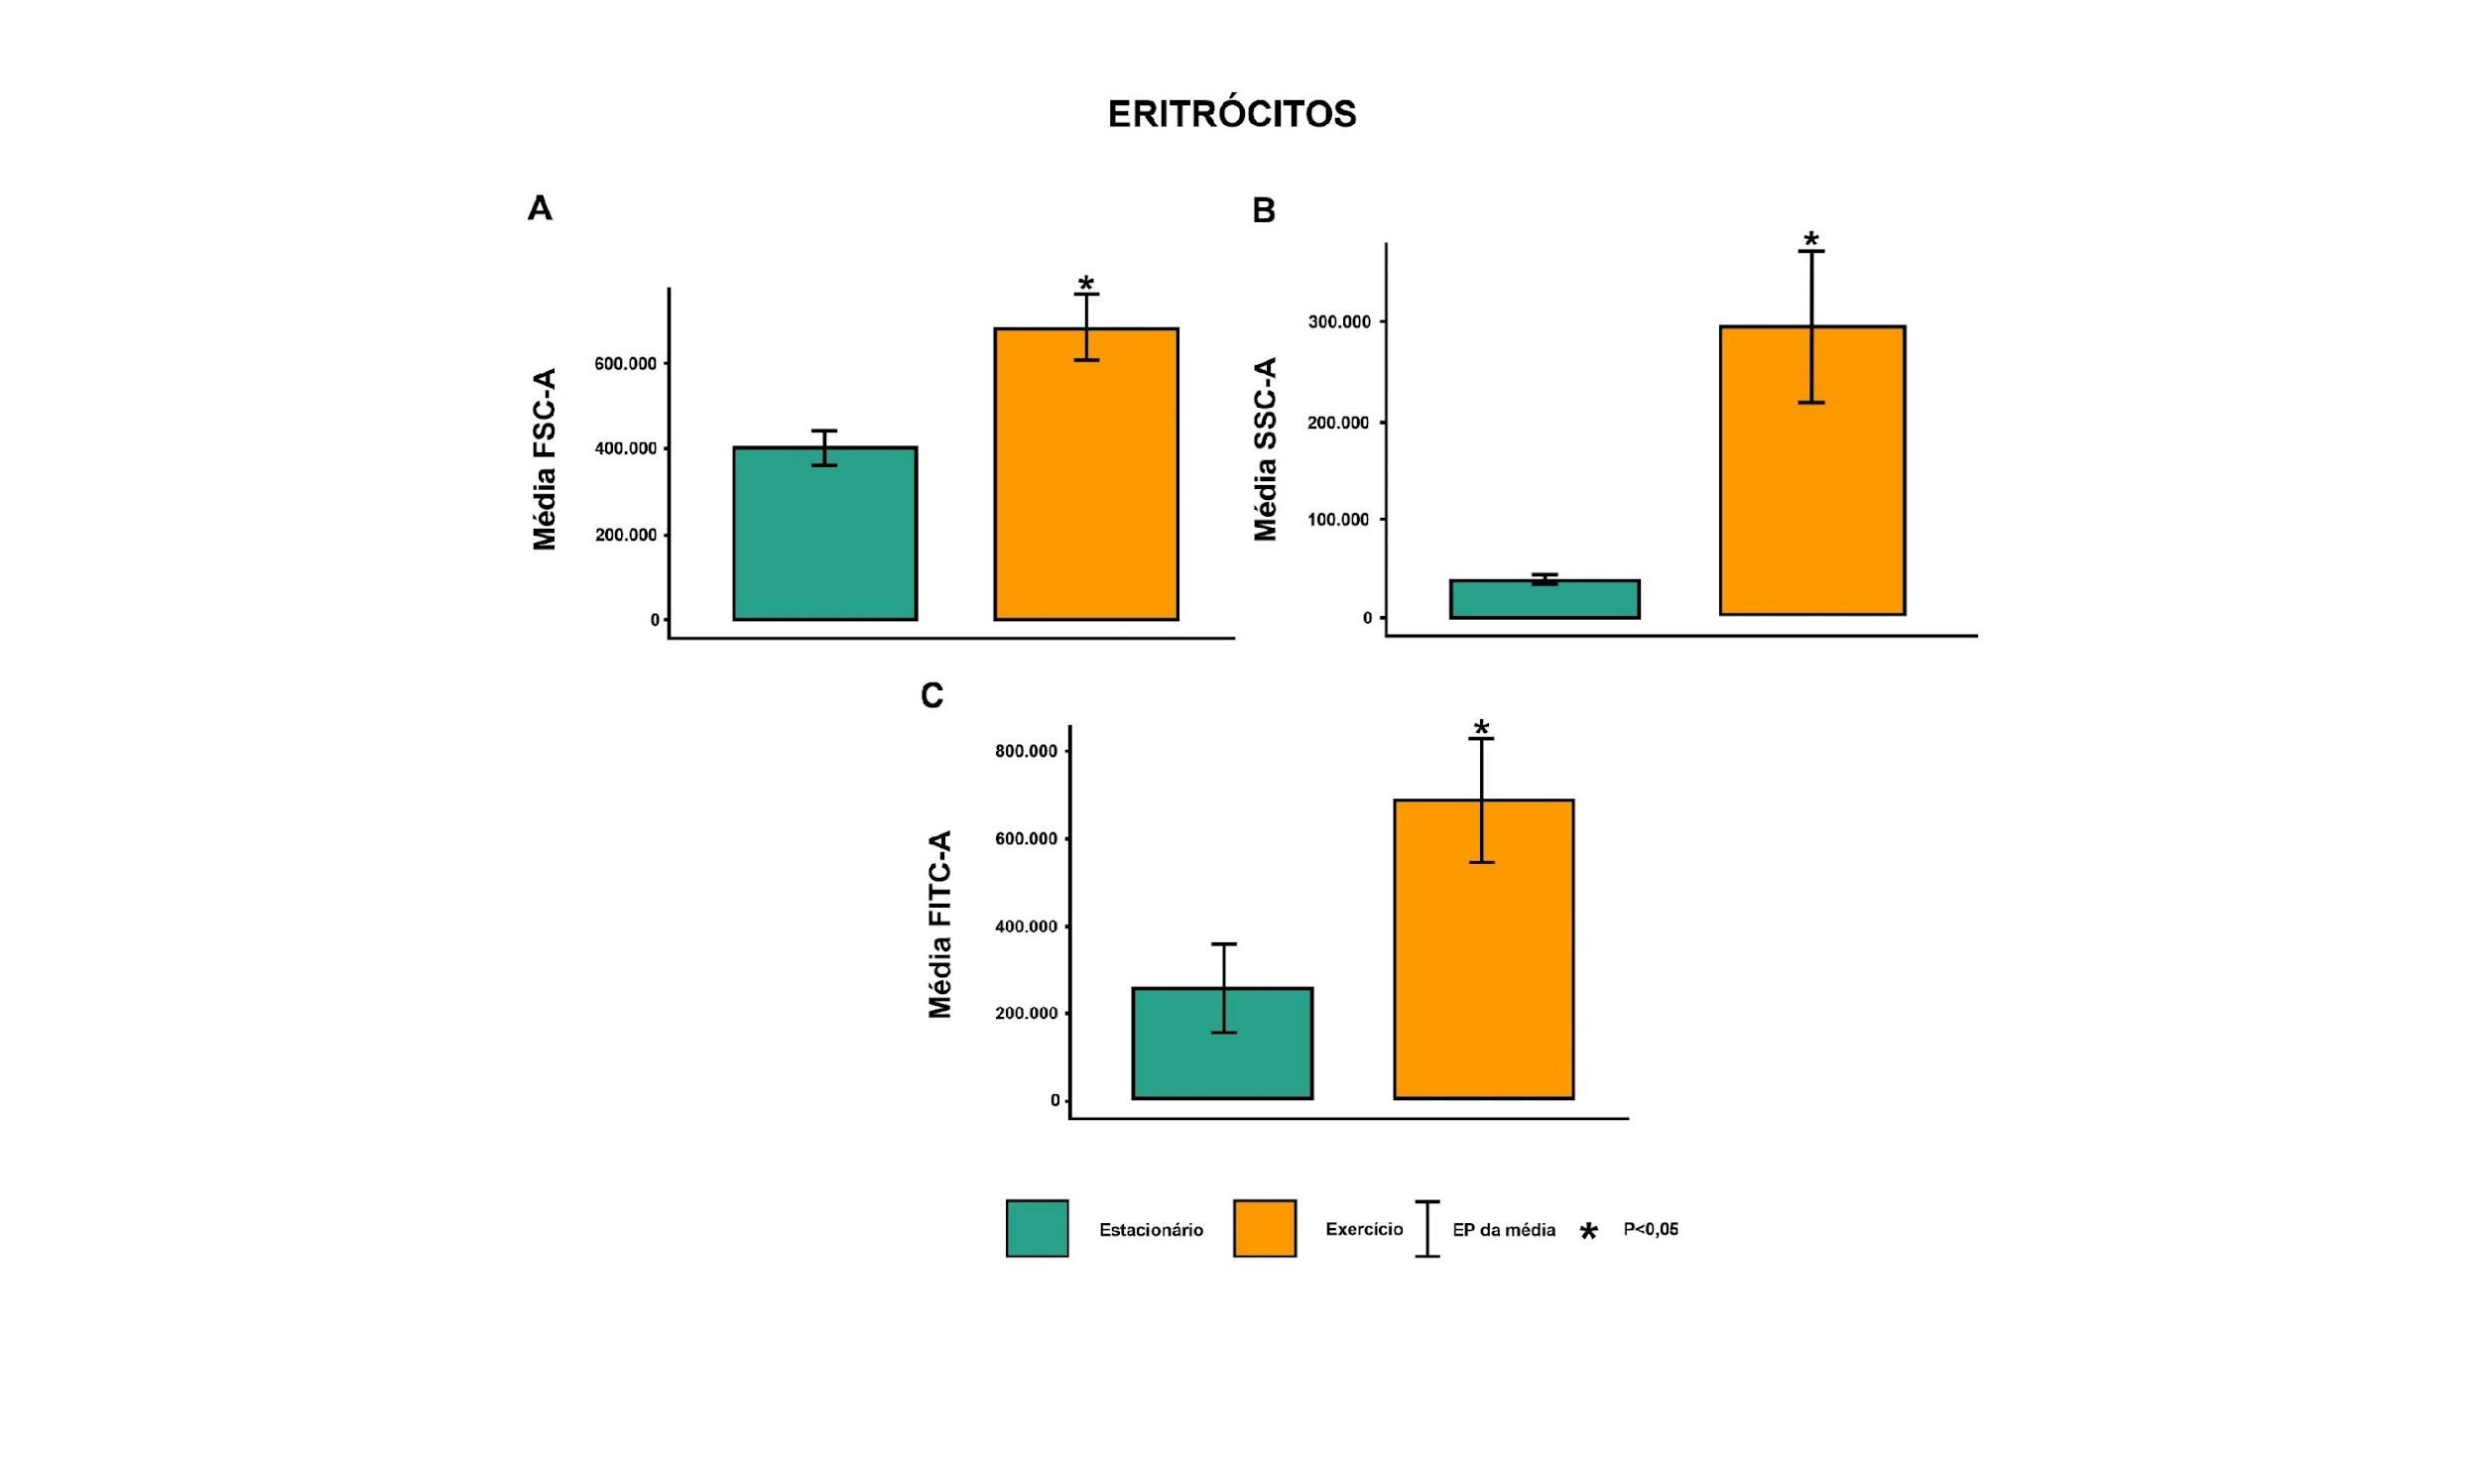 ERITRÓCITOS
A
*
600.000
400.000
200.000
0
Média FSC-A
B
*
300.000
200.000
100.000
0
Média SSC-A
C
*
800.000
600.000
400.000
200.000
0
Média FITC-A
Estacionário Exercício EP da média * P<0,05